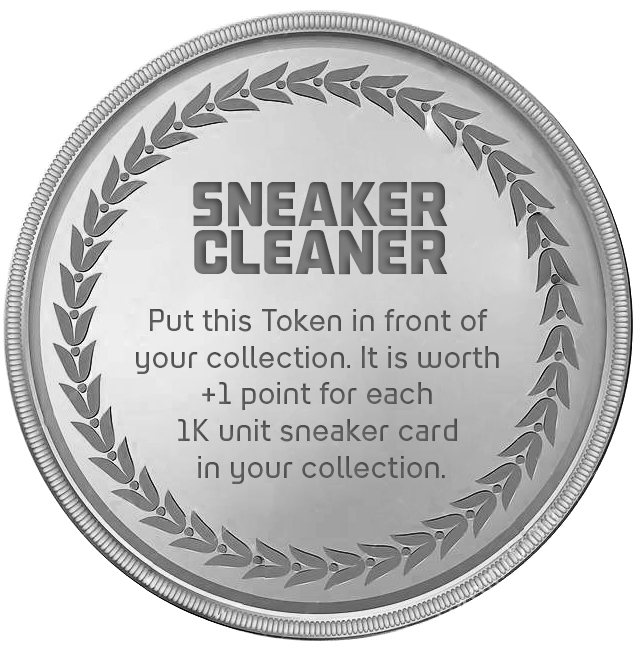 SNEAKER
CLEANER
Put this Token in front of
your collection. It is worth
+1 point for each
1K unit sneaker card
in your collection.